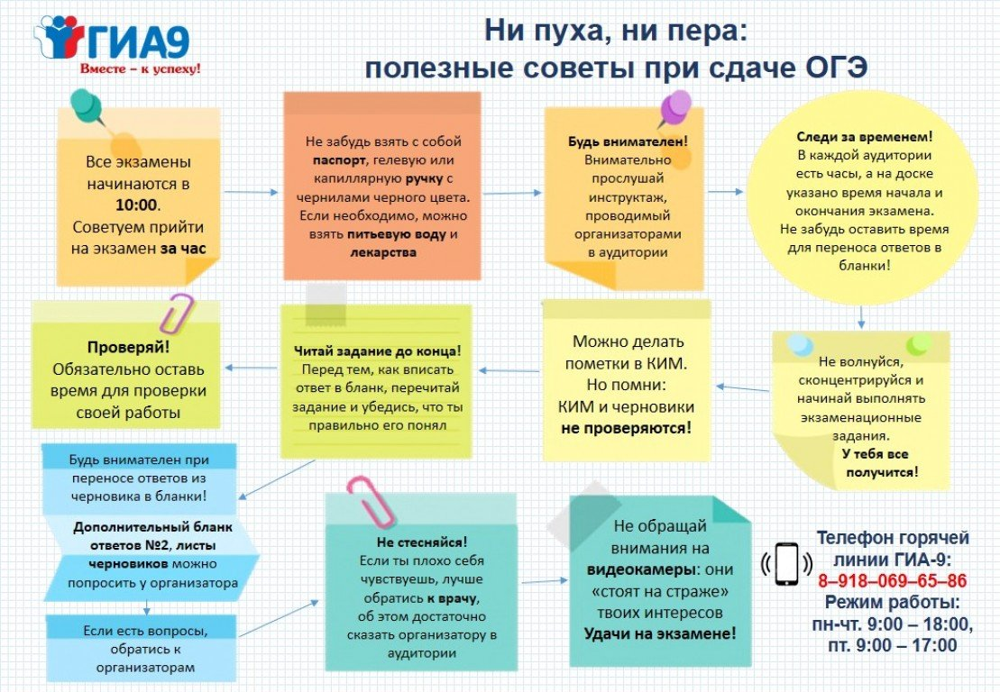 ГИА9
Вместе – к успеху!
Ни пуха, ни пера:
полезные советы при сдаче ОГЭ
Все экзамены
начинаются в
10:00.
Советуем прийти
на экзамен за час
Не забудь взять с собой
паспорт, гелевую или
капиллярную ручку с
чернилами черного цвета.
Если необходимо, можно
взять питьевую воду и
лекарства
Будь внимателен!
Внимательно
прослушай
инструктаж,
проводимый
организаторами
в аудитории
Следи за временем!
В каждой аудитории
есть часы, а на доске
указано время начала и
окончания экзамена.
Не забудь оставить время
для переноса ответов в
бланки!
Не волнуйся,
сконцентрируйся и
начинай выполнять
экзаменационные
задания.
У тебя все
получится!
Можно делать
пометки в КИМ.
Но помни:
КИМ и черновики
не проверяются!
Читай задание до конца!
Перед тем, как вписать
ответ в бланк, перечитай
задание и убедись, что ты
правильно его понял
Проверяй!
Обязательно оставь
время для проверки
своей работы
Будь внимателен при
переносе ответов из
черновика в бланки!
Дополнительный бланк
ответов №2, листы
черновиков можно
попросить у организатора
Если есть вопросы,
обратись к
организаторам
Не стесняйся!
Если ты плохо себя
чувствуешь, лучше
обратись к врачу,
об этом достаточно
сказать организатору в
аудитории
Не обращай
внимания на
видеокамеры: они
«стоят на страже»
твоих интересов
Удачи на экзамене!
Телефон горячей
линии ГИА-9:
8–918–069–65–86
Режим работы:
пн-чт. 9:00 – 18:00,
пт. 9:00 – 17:00